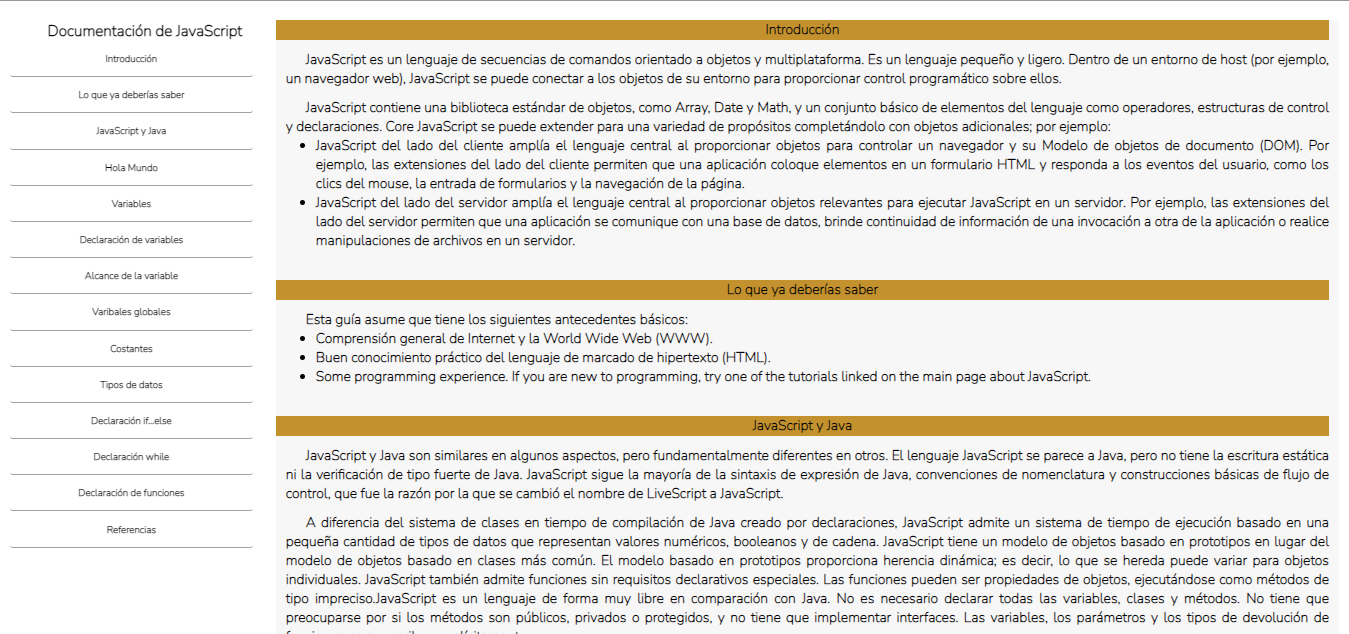 Documentación de JavaScript
Introducción
Lo que ya deberías saber
JavaScript y Java
Hola Mundo
Variables
Declaración de variables
Alcance de la variable
Varibales globales
Costantes
Tipos de datos
Declaración if...else
Declaración while
Declaración de funciones
Referencias
Introducción
JavaScript es un lenguaje de secuencias de comandos orientado a objetos y multiplataforma. Es un lenguaje pequeño y ligero. Dentro de un entorno de host (por ejemplo,
un navegador web), JavaScript se puede conectar a los objetos de su entorno para proporcionar control programático sobre ellos.
JavaScript contiene una biblioteca estándar de objetos, como Array, Date y Math, y un conjunto básico de elementos del lenguaje como operadores, estructuras de control
y declaraciones. Core JavaScript se puede extender para una variedad de propósitos completándolo con objetos adicionales; por ejemplo:
• JavaScript del lado del cliente amplía el lenguaje central al proporcionar objetos para controlar un navegador y su Modelo de objetos de documento (DOM). Por
ejemplo, las extensiones del lado del cliente permiten que una aplicación coloque elementos en un formulario HTML y responda a los eventos del usuario, como los
clics del mouse, la entrada de formularios y la navegación de la página.
• JavaScript del lado del servidor amplía el lenguaje central al proporcionar objetos relevantes para ejecutar JavaScript en un servidor. Por ejemplo, las extensiones del
lado del servidor permiten que una aplicación se comunique con una base de datos, brinde continuidad de información de una invocación a otra de la aplicación o realice
manipulaciones de archivos en un servidor.
Lo que ya deberías saber
Esta guía asume que tiene los siguientes antecedentes básicos:
• Comprensión general de Internet y la World Wide Web (WWW).
• Buen conocimiento práctico del lenguaje de marcado de hipertexto (HTML).
• Some programming experience. If you are new to programming, try one of the tutorials linked on the main page about JavaScript.
JavaScript y Java
JavaScript y Java son similares en algunos aspectos, pero fundamentalmente diferentes en otros. El lenguaje JavaScript se parece a Java, pero no tiene la escritura estática
ni la verificación de tipo fuerte de Java. JavaScript sigue la mayoría de la sintaxis de expresión de Java, convenciones de nomenclatura y construcciones básicas de flujo de
control, que fue la razón por la que se cambió el nombre de LiveScript a JavaScript.
A diferencia del sistema de clases en tiempo de compilación de Java creado por declaraciones, JavaScript admite un sistema de tiempo de ejecución basado en una
pequeña cantidad de tipos de datos que representan valores numéricos, booleanos y de cadena. JavaScript tiene un modelo de objetos basado en prototipos en lugar del
modelo de objetos basado en clases más común. El modelo basado en prototipos proporciona herencia dinámica; es decir, lo que se hereda puede variar para objetos
individuales. JavaScript también admite funciones sin requisitos declarativos especiales. Las funciones pueden ser propiedades de objetos, ejecutándose como métodos de
tipo impreciso.JavaScript es un lenguaje de forma muy libre en comparación con Java. No es necesario declarar todas las variables, clases y métodos. No tiene que
preocuparse por si los métodos son públicos, privados o protegidos, y no tiene que implementar interfaces. Las variables, los parámetros y los tipos de devolución de